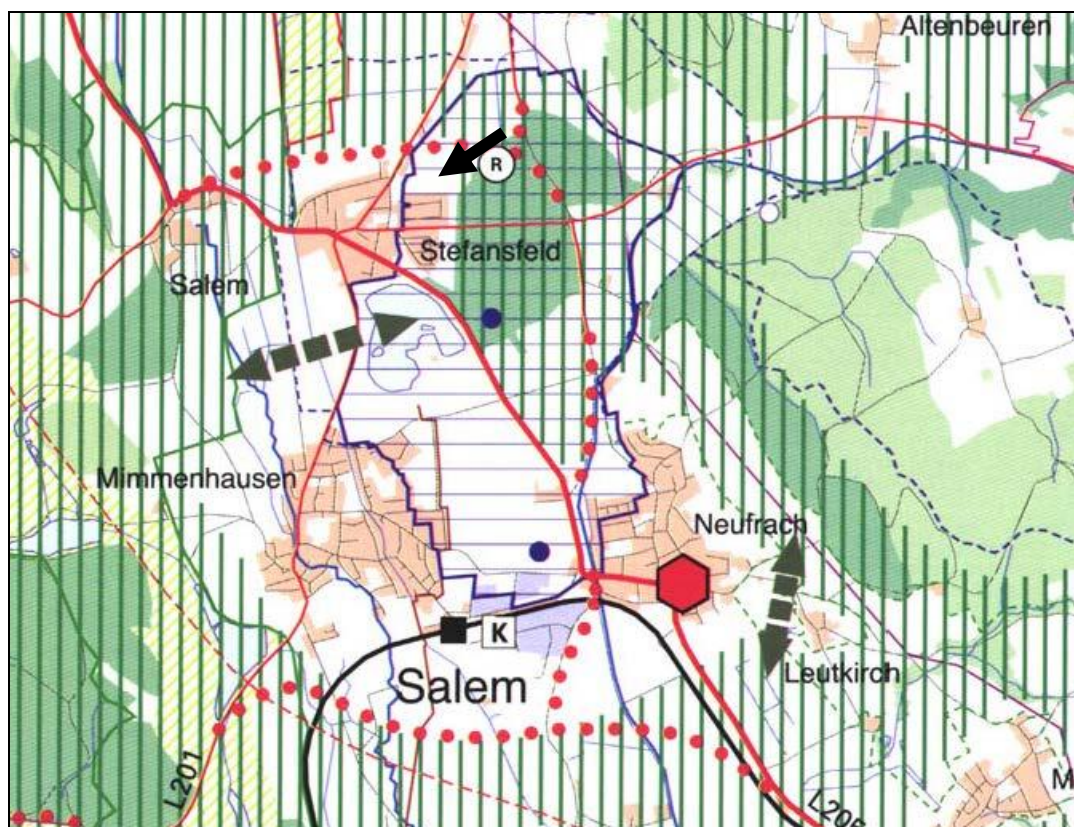 Altenbeuren
R
Stefansfeld
Salem
Mimmenhausen
Neufrach
K
Leutkirch
Salem
L201
L205
M